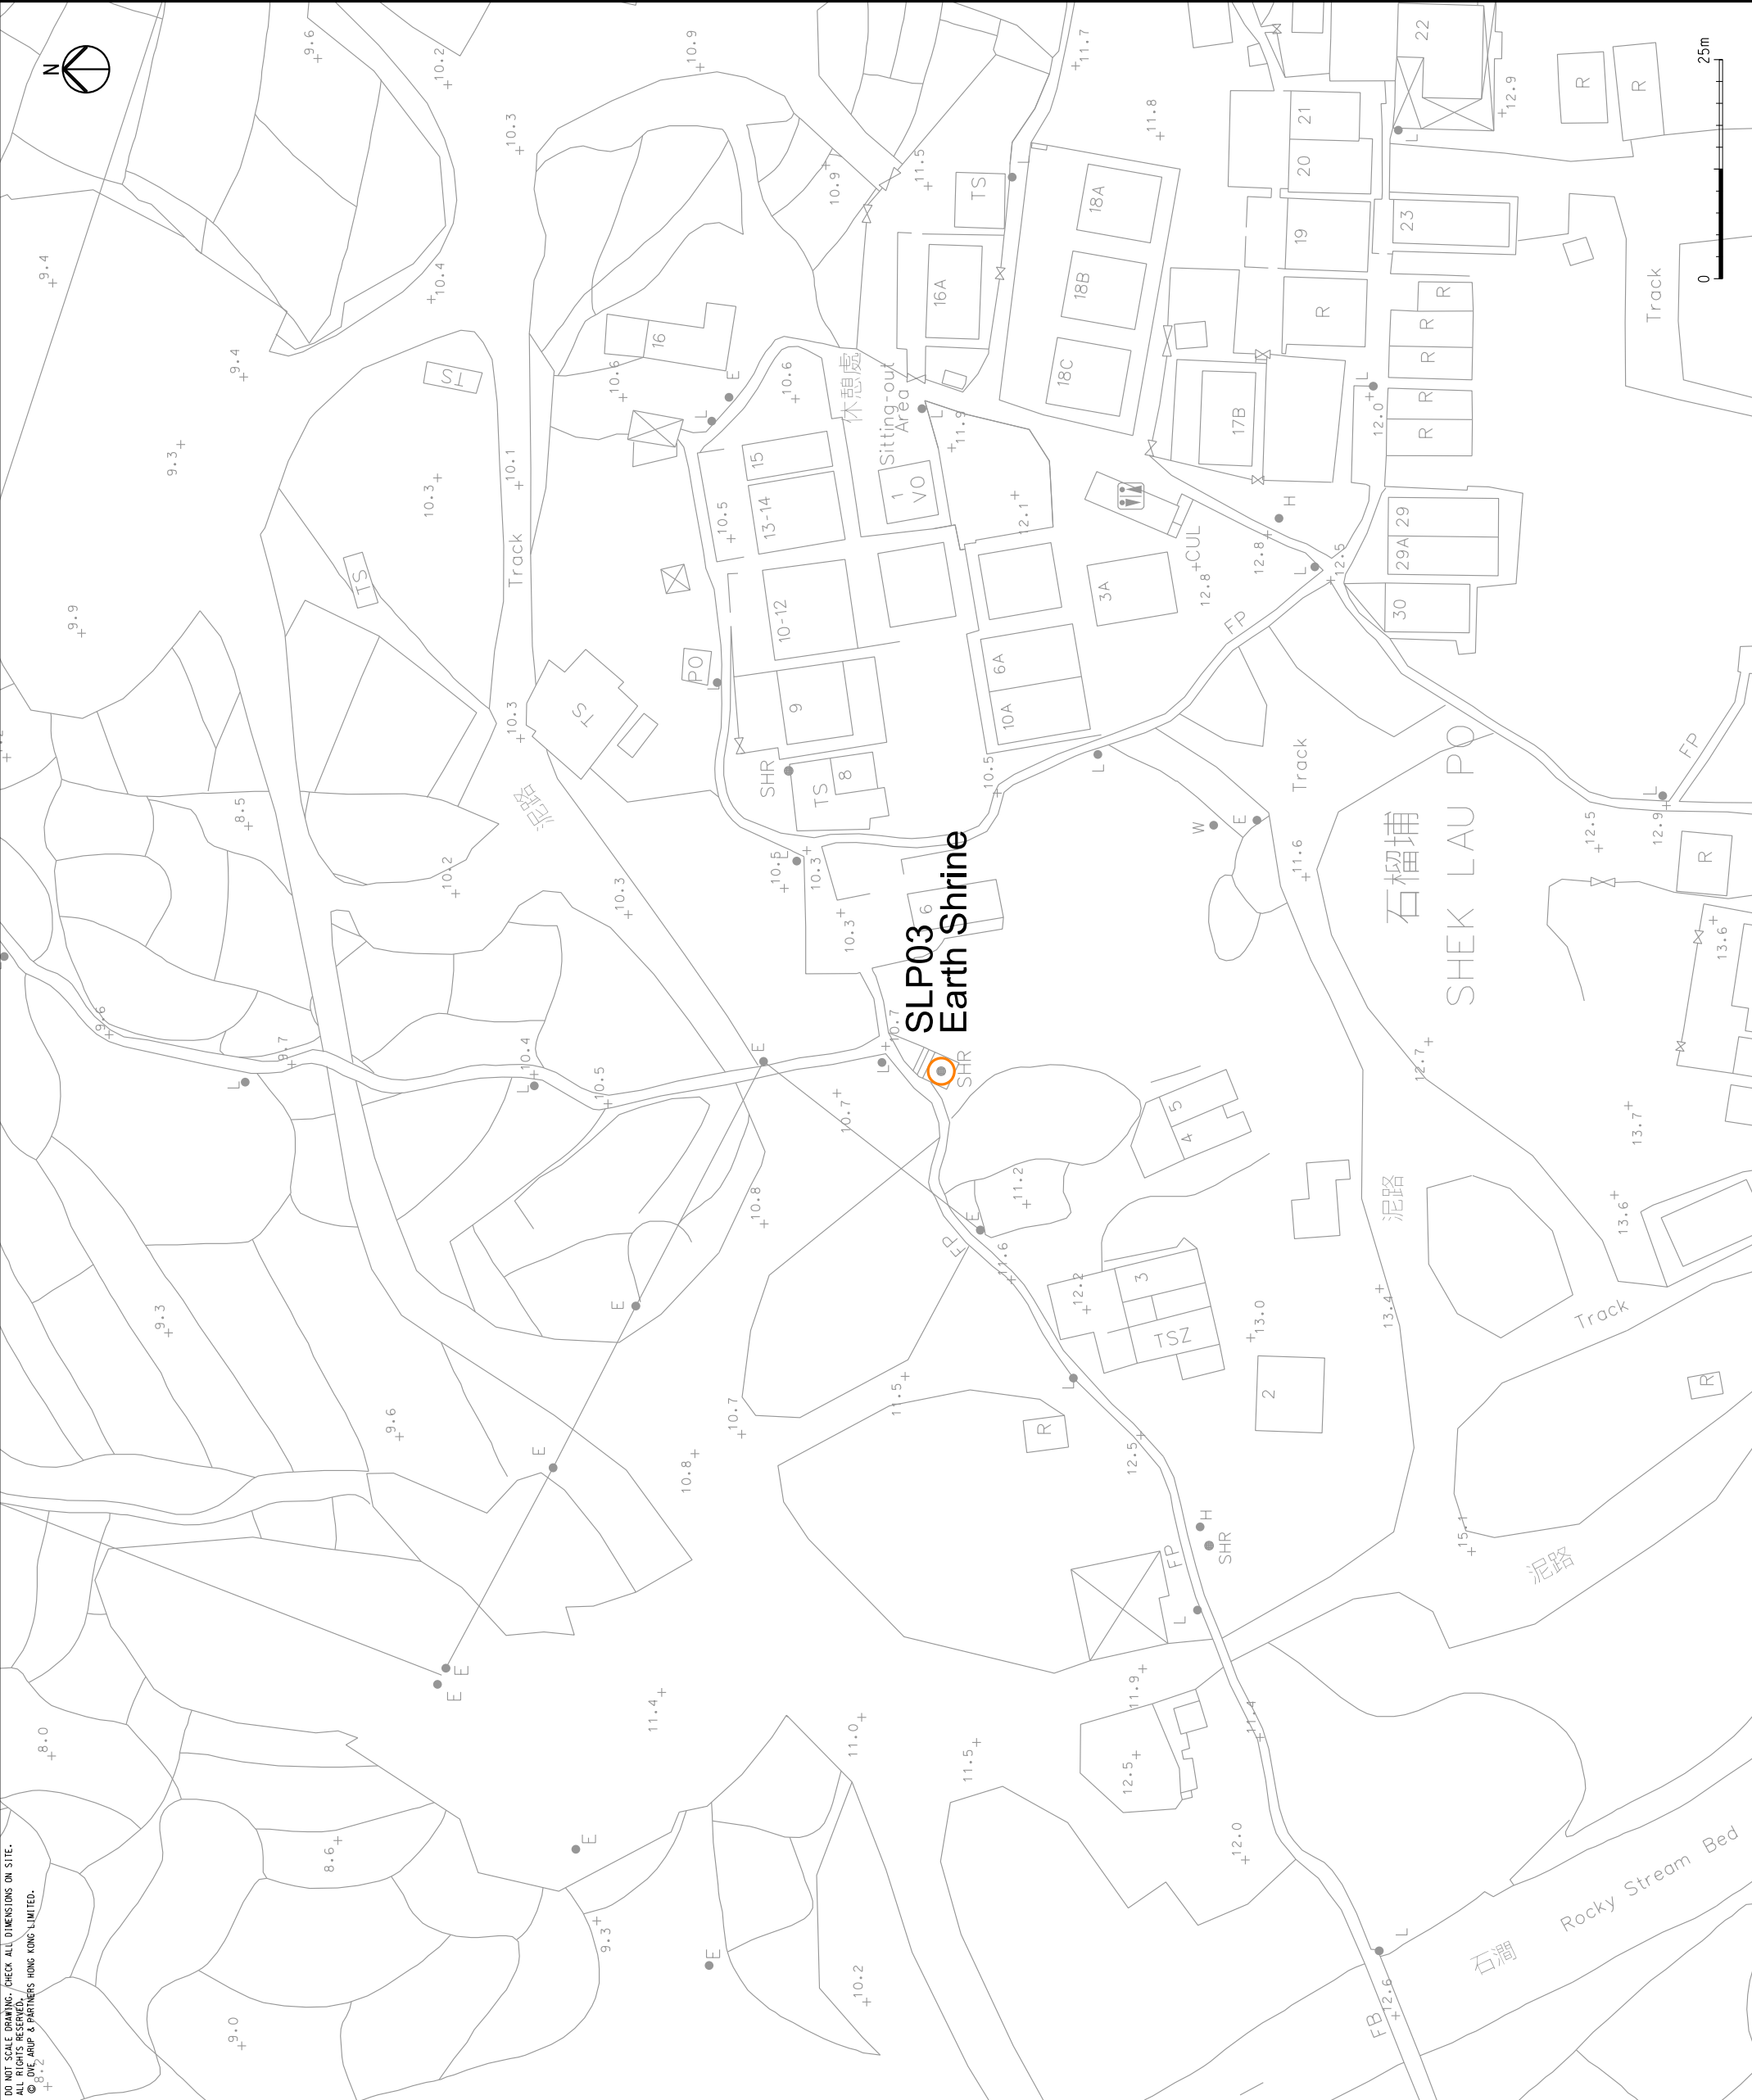 N
SLP03
Earth Shrine
SHEK LAU PO
石榴埔
休憩處
Sitting-out
Area
Rocky Stream Bed
石澗
泥路
泥路
泥路
Track
Track
Track
Track
FP
FP
FP
FP
FB
CUL
SHR
SHR
SHR
TS
TS
TS
TS
TS
TSZ
PO
1
VO
2
3
3A
4
5
6
6A
8
9
10A
10-12
13-14
15
16
16A
17B
18A
18B
18C
19
20
21
22
23
29
29A
30
R
R
R
R
R
R
R
R
R
R
R
9.6
10.2
10.9
11.7
10.3
11.8
12.9
9.4
10.4
10.9
11.5
9.4
10.6
10.6
11.9
12.0
9.3
10.3
10.1
10.5
12.1
12.8
12.8
12.5
9.9
10.3
10.5
8.5
10.2
10.3
10.5
10.3
10.3
11.6
12.5
12.9
13.6
9.6
9.7
10.4
10.5
10.7
10.7
12.7
13.7
10.8
11.2
11.6
12.2
13.0
13.4
13.6
9.3
9.6
10.7
10.8
11.5
12.5
15.1
11.4
11.0
11.9
11.5
12.5
11.4
8.0
8.6
12.0
9.3
10.2
9.0
12.6
8.2
0
25m
DO NOT SCALE DRAWING. CHECK ALL DIMENSIONS ON SITE.
ALL RIGHTS RESERVED.
© OVE ARUP & PARTNERS HONG KONG LIMITED.